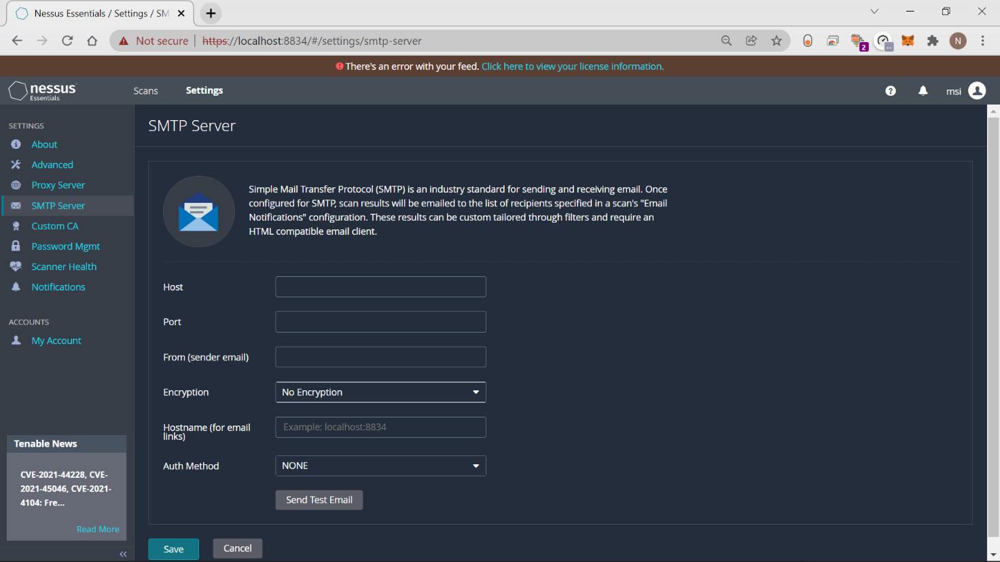 Nessus Essentials / Settings / SM
Not secure
https://localhost:8834/#/settings/smtp-server
2
N
There's an error with your feed. Click here to view your license information.
nessus
Essentials
Scans
Settings
msi
SETTINGS
About
Advanced
Proxy Server
SMTP Server
Custom CA
Password Mgmt
Scanner Health
Notifications
ACCOUNTS
My Account
Tenable News
CVE-2021-44228, CVE-
2021-45046, CVE-2021-
4104: Fre...
Read More
SMTP Server
Simple Mail Transfer Protocol (SMTP) is an industry standard for sending and receiving email. Once
configured for SMTP, scan results will be emailed to the list of recipients specified in a scan's "Email
Notifications" configuration. These results can be custom tailored through filters and require an
HTML compatible email client.
Host
Port
From (sender email)
Encryption
No Encryption
Hostname (for email
links)
Example: localhost:8834
Auth Method
NONE
Send Test Email
Save
Cancel